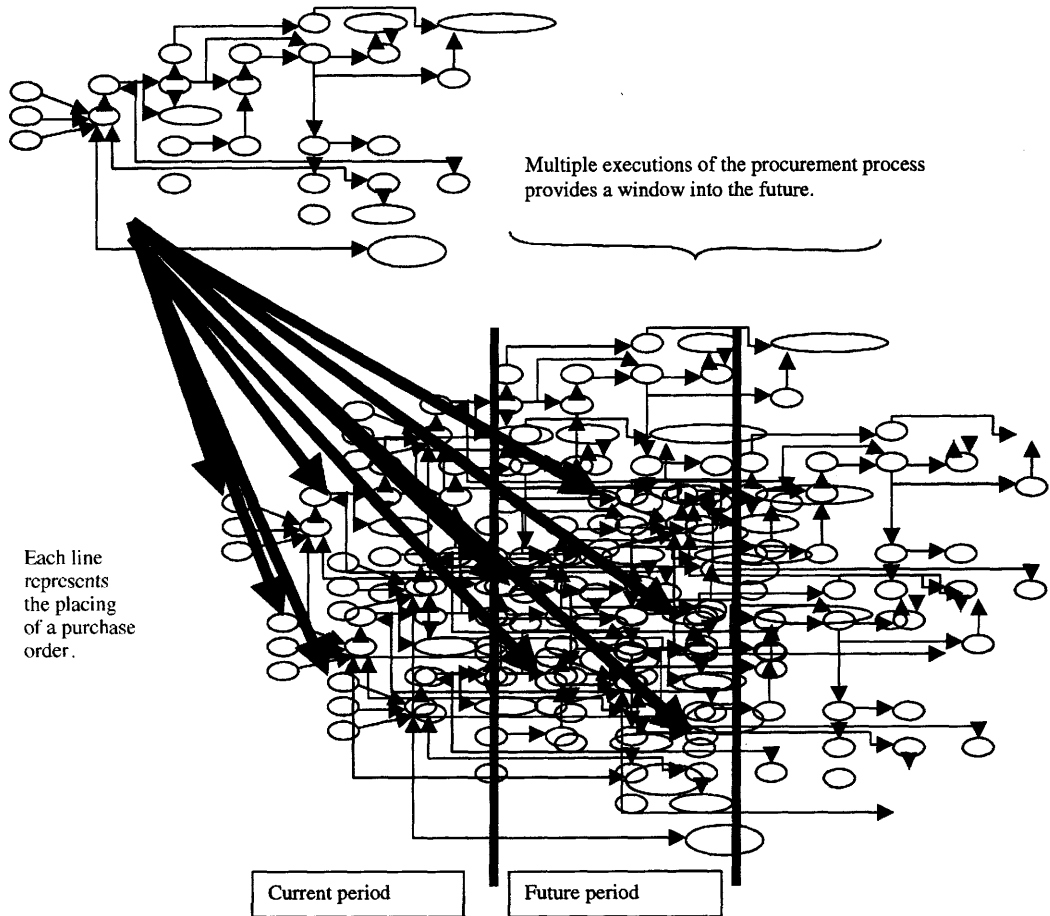 Multiple executions of the procurement process
provides a window into the future.
Each line
represents
the placing
of a purchase
order.
Current period
Future period